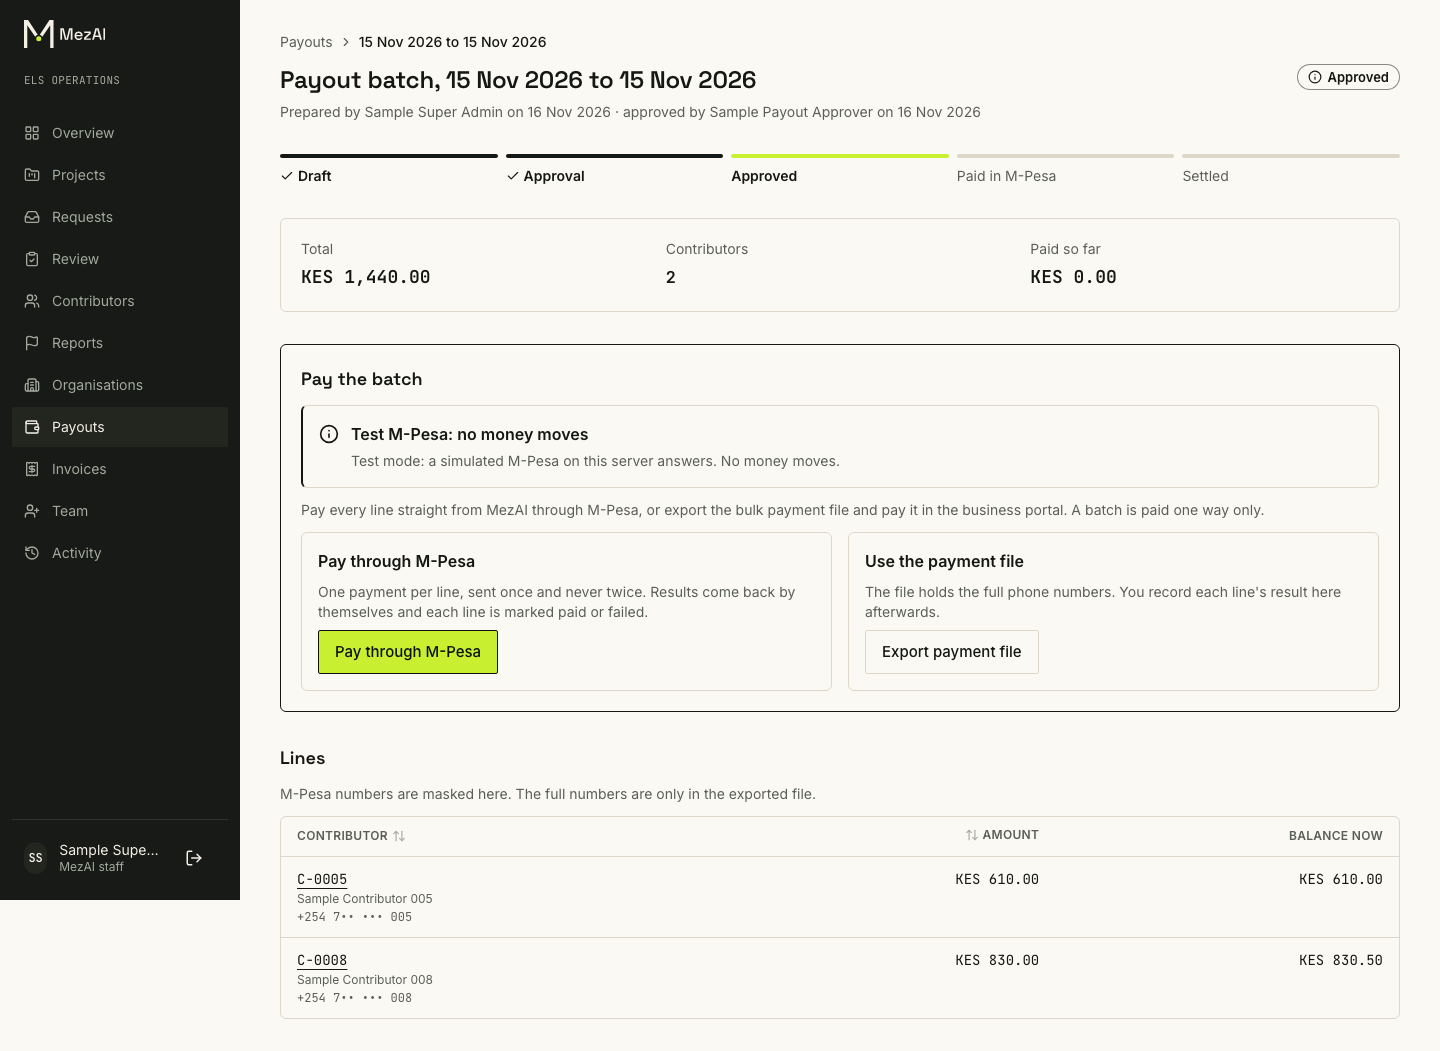 MezAI
ELS OPERATIONS
Overview
Projects
Requests
Review
Contributors
Reports
Organisations
Payouts
Invoices
Team
Activity
SS
Sample Supe...
MezAI staff
Payouts > 15 Nov 2026 to 15 Nov 2026
Payout batch, 15 Nov 2026 to 15 Nov 2026
Approved
Prepared by Sample Super Admin on 16 Nov 2026 · approved by Sample Payout Approver on 16 Nov 2026
✓ Draft
✓ Approval
Approved
Paid in M-Pesa
Settled
Total
KES 1,440.00
Contributors
2
Paid so far
KES 0.00
Pay the batch
Test M-Pesa: no money moves
Test mode: a simulated M-Pesa on this server answers. No money moves.
Pay every line straight from MezAI through M-Pesa, or export the bulk payment file and pay it in the business portal. A batch is paid one way only.
Pay through M-Pesa
One payment per line, sent once and never twice. Results come back by
themselves and each line is marked paid or failed.
Pay through M-Pesa
Use the payment file
The file holds the full phone numbers. You record each line's result here
afterwards.
Export payment file
Lines
M-Pesa numbers are masked here. The full numbers are only in the exported file.
CONTRIBUTOR
AMOUNT
BALANCE NOW
C-0005
KES 610.00
KES 610.00
Sample Contributor 005
+254 7•• ••• 005
C-0008
KES 830.00
KES 830.50
Sample Contributor 008
+254 7•• ••• 008